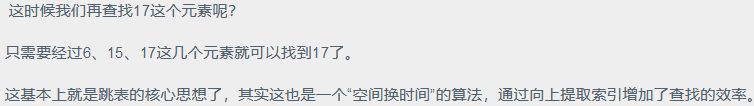 这时候我们再查找17这个元素呢?
只需要经过6、15、17这几个元素就可以找到17了。
这基本上就是跳表的核心思想了，其实这也是一个“空间换时间”的算法，通过向上提取索引增加了查找的效率。